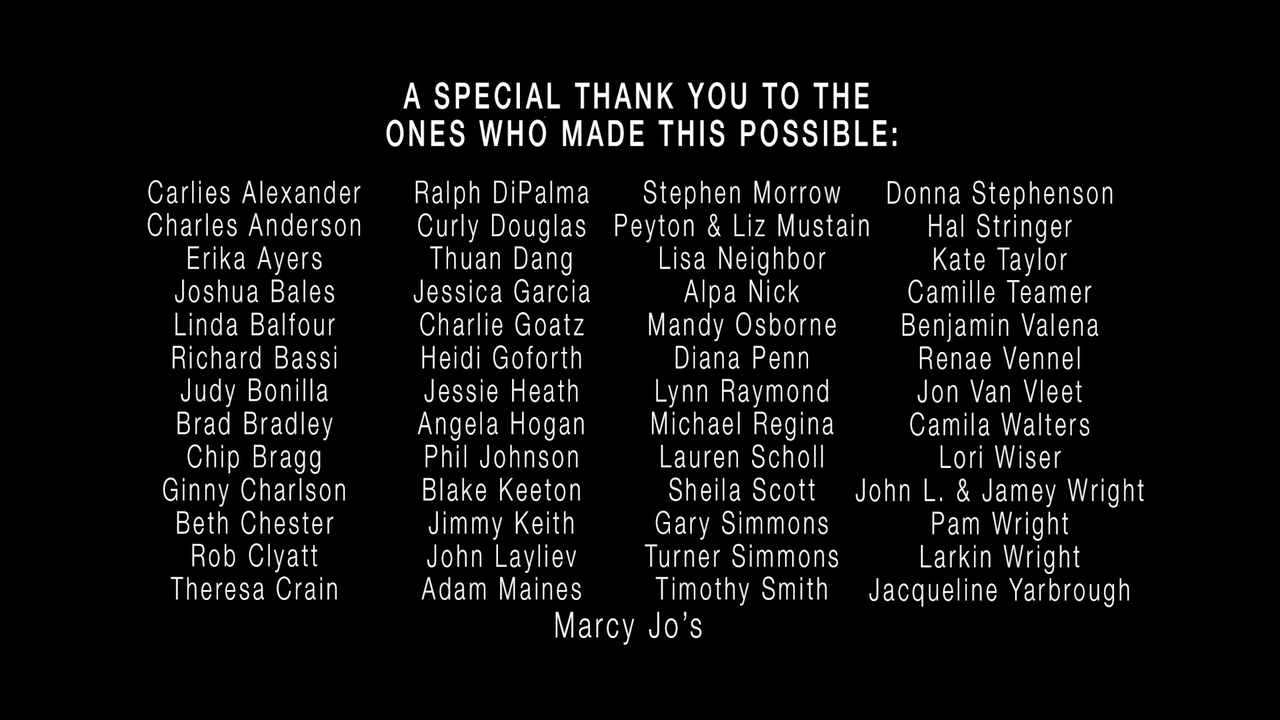 A SPECIAL THANK YOU TO THE
ONES WHO MADE THIS POSSIBLE:
Carlies Alexander
Charles Anderson
Erika Ayers
Joshua Bales
Linda Balfour
Richard Bassi
Judy Bonilla
Brad Bradley
Chip Bragg
Ginny Charlson
Beth Chester
Rob Clyatt
Theresa Crain
Ralph DiPalma
Curly Douglas
Thuan Dang
Jessica Garcia
Charlie Goatz
Heidi Goforth
Jessie Heath
Angela Hogan
Phil Johnson
Blake Keeton
Jimmy Keith
John Layliev
Adam Maines
Stephen Morrow
Peyton & Liz Mustain
Lisa Neighbor
Alpa Nick
Mandy Osborne
Diana Penn
Lynn Raymond
Michael Regina
Lauren Scholl
Sheila Scott
Gary Simmons
Turner Simmons
Timothy Smith
Donna Stephenson
Hal Stringer
Kate Taylor
Camille Teamer
Benjamin Valena
Renae Vennel
Jon Van Vleet
Camila Walters
Lori Wiser
John L. & Jamey Wright
Pam Wright
Larkin Wright
Jacqueline Yarbrough
Marcy Jo's